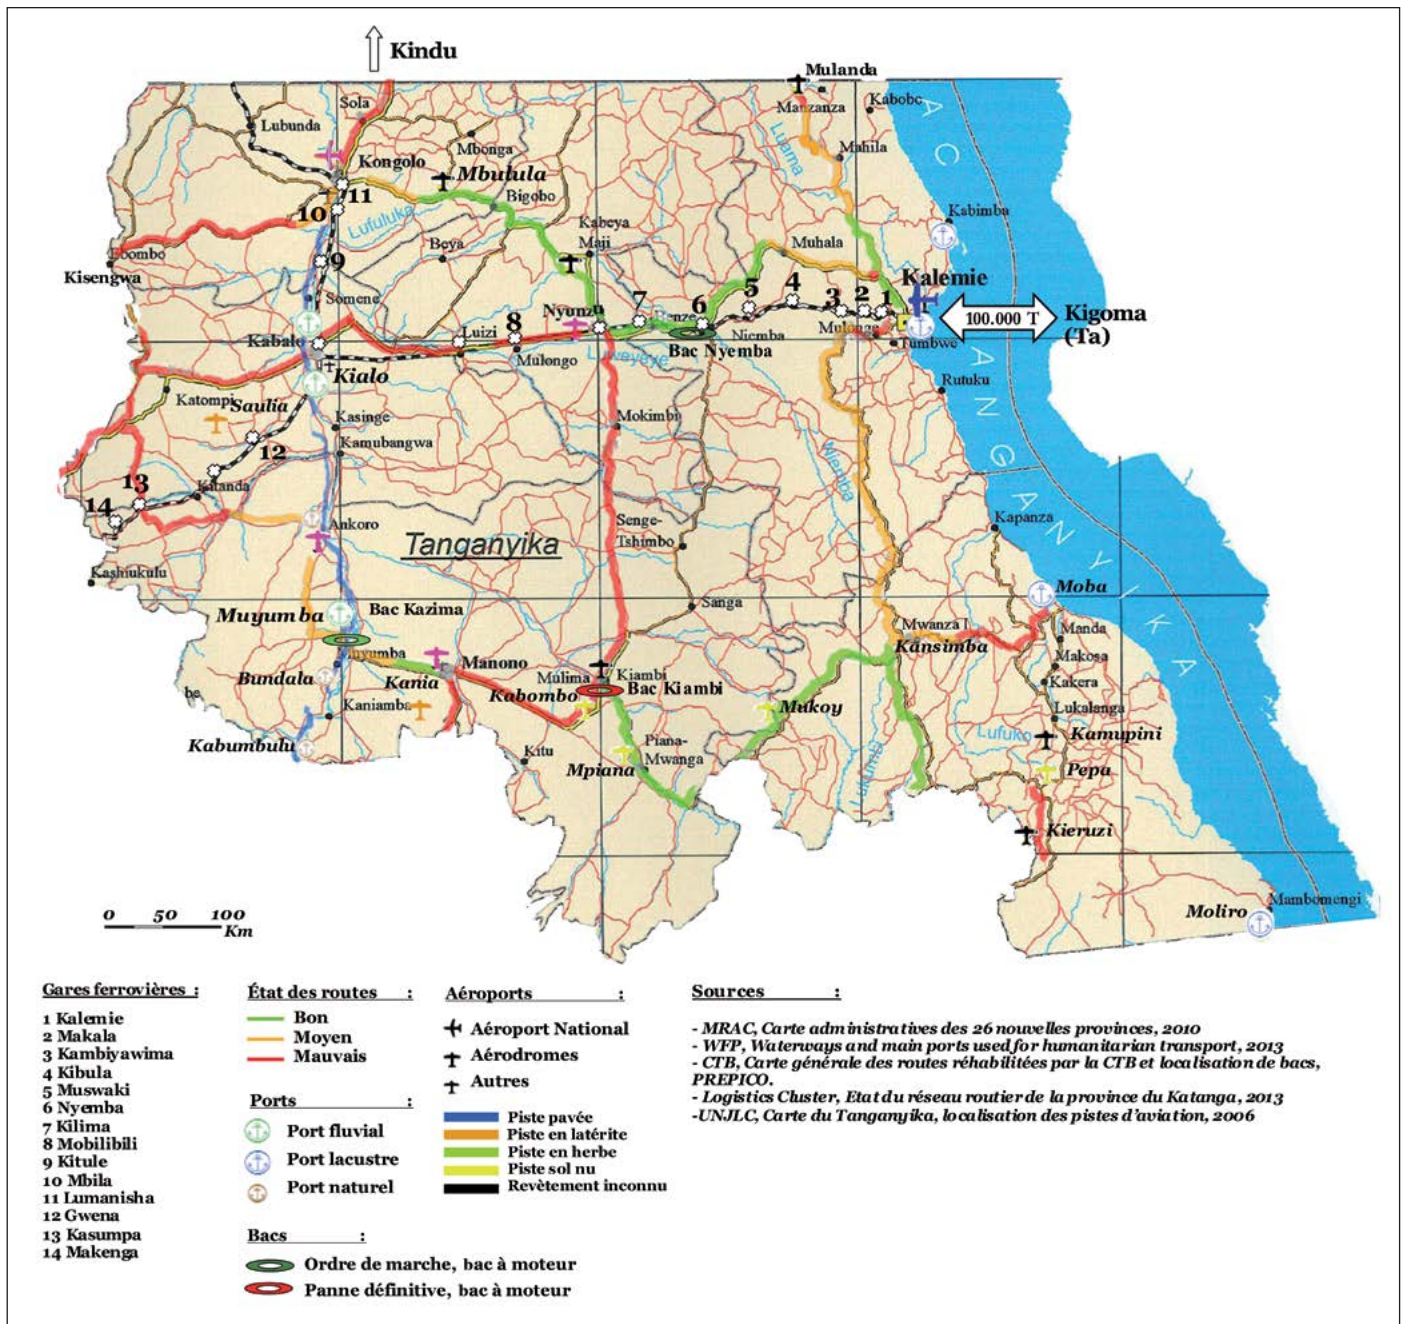 Kindu
Mulanda
Manzanza
Kabobc
Sola
Lubunda
Mbonga
Luama
Mahila
Kongolo
Mbulula
11
10
Bigobo
Lufuluka
Kabeya
Maji
Beya
Kabimba
Muhala
Ebombo
Kisengwa
9
Somene
Kalemie
Nyunzu
7
6
5
4
3
2
1
8
Benze
Niemba
Mulonge
Tumbwe
100.000 T
Kigoma
(Ta)
Kabalo
Luizi
Mulongo
Luweyeye
Bac Nyemba
Kialo
Rutuku
Katompi
Saulia
Kasinge
Kamubangwa
Mokimbi
12
Niemba
13
14
Kitanda
Ankoro
Tanganyika
Senge-
Tshimbo
Kapanza
LAC TANGANYIKA
Kashiukulu
Moba
Muyumba
Bac Kazima
Sanga
Mwanza I
Kansimba
Manda
Makosa
Manono
Mulima
Kiambi
Bundala
Kania
Kabombo
Bac Kiambi
Kakera
be
Kaniamba
Mukoy
Lukalanga
Lufuko
Kamupini
Kabumbulu
Kitu
Piana-
Mwanga
Mpiana
Lukumu
Pepa
Kieruzi
Mambomengi
Moliro
0 50 100
Km
Gares ferrovières :
1 Kalemie
2 Makala
3 Kambiyawima
4 Kibula
5 Muswaki
6 Nyemba
7 Kilima
8 Mobilibili
9 Kitule
10 Mbila
11 Lumanisha
12 Gwena
13 Kasumpa
14 Makenga
État des routes :
Bon
Moyen
Mauvais
Ports :
Port fluvial
Port lacustre
Port naturel
Bacs :
Ordre de marche, bac à moteur
Panne définitive, bac à moteur
Aéroports :
Aéroport National
Aérodromes
Autres
Piste pavée
Piste en latérite
Piste en herbe
Piste sol nu
Revètement inconnu
Sources :
- MRAC, Carte administratives des 26 nouvelles provinces, 2010
- WFP, Waterways and main ports used for humanitarian transport, 2013
- CTB, Carte générale des routes réhabilitées par la CTB et localisation de bacs,
PREPICO.
- Logistics Cluster, Etat du réseau routier de la province du Katanga, 2013
-UNJLC, Carte du Tanganyika, localisation des pistes d'aviation, 2006